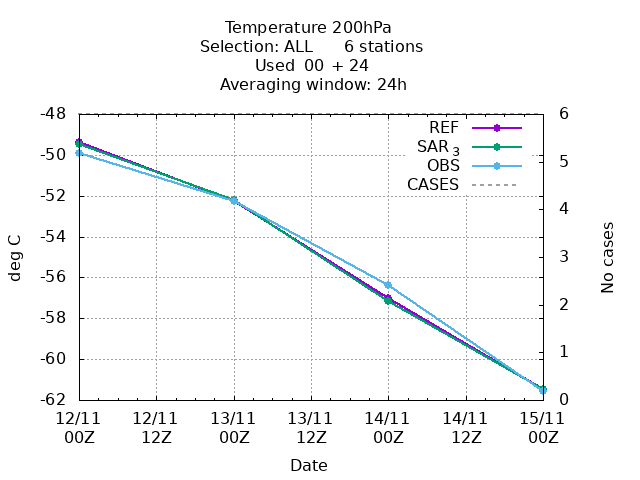 Temperature 200hPa
Selection: ALL 6 stations
Used 00 + 24
Averaging window: 24h
-48
-50
-52
-54
-56
-58
-60
-62
deg C
6
5
4
3
2
1
0
No cases
REF
SAR 3
OBS
CASES
12/11 12/11 13/11 13/11 14/11 14/11 15/11
00Z 12Z 00Z 12Z 00Z 12Z 00Z
Date